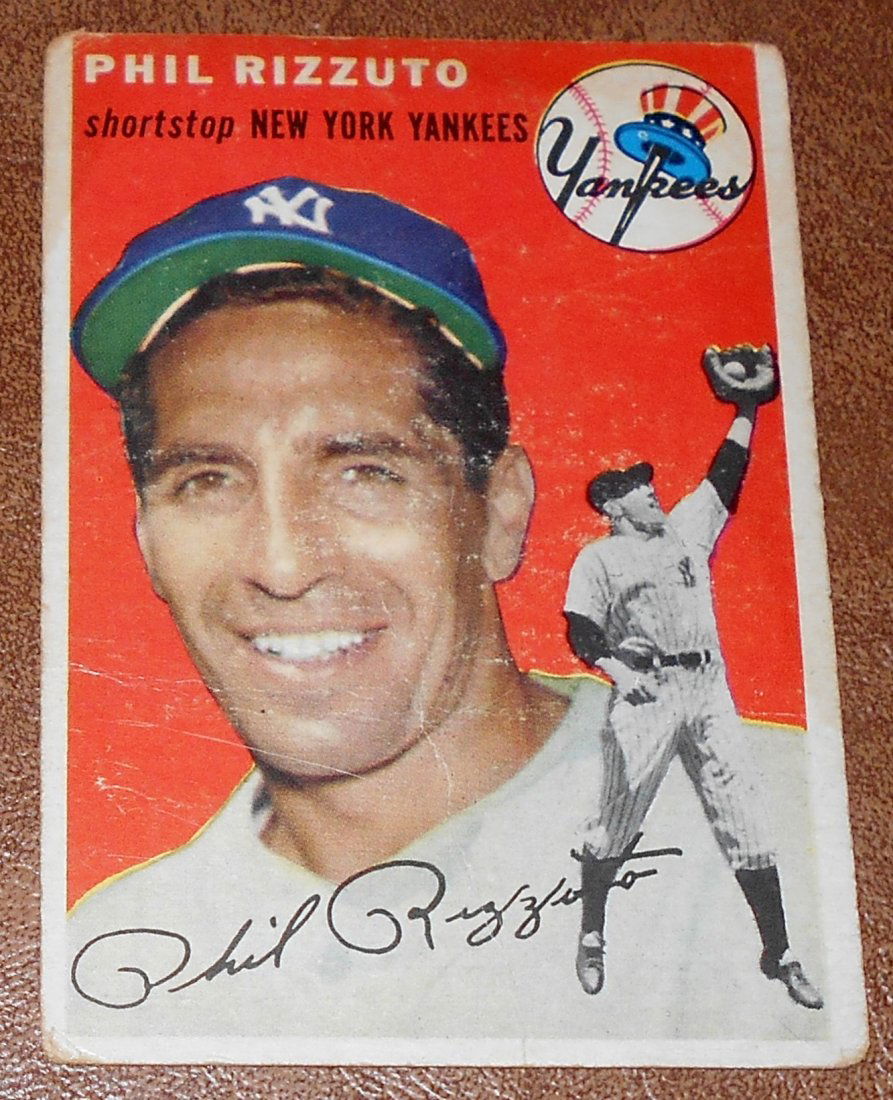 PHIL RIZZUTO
shortstop NEW YORK YANKEES
Yankees
NY
Phil Rizzuto